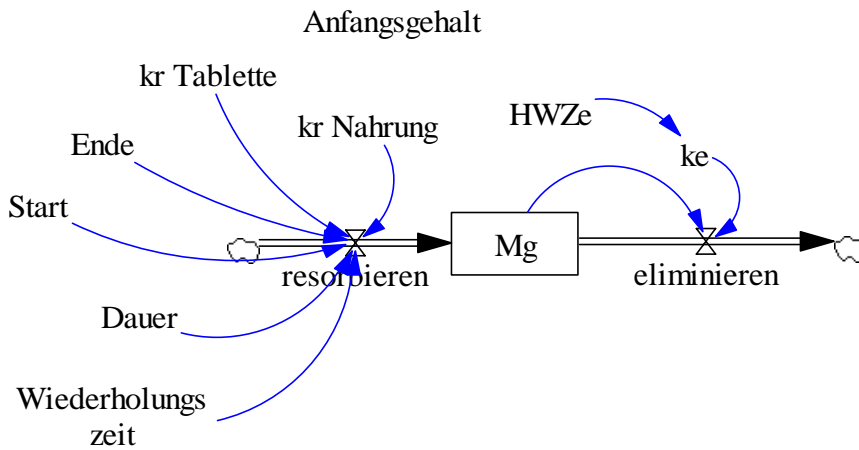 Anfangsgehalt
kr Tablette
kr Nahrung
HWZe
Ende
ke
Start
Mg
resorbieren
eliminieren
Dauer
Wiederholungs
zeit